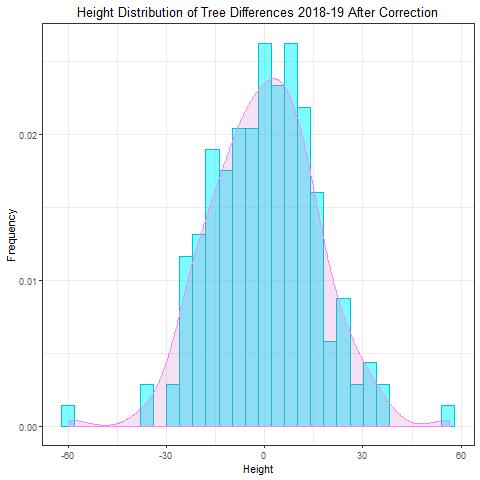 Height Distribution of Tree Differences 2018-19 After Correction
Frequency
0.02
0.01
0.00
-60
-30
0
30
60
Height